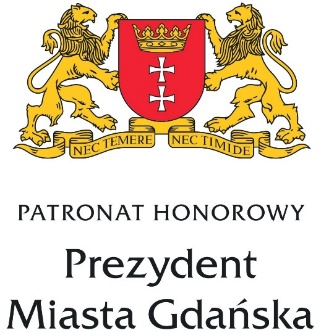 NEC TEMERE NEC TIMIDE
PATRONAT HONOROWY
Prezydent
Miasta Gdańska